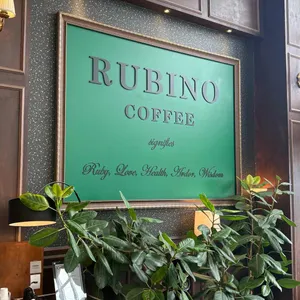 RUBINO
COFFEE
signifies
Ruby, Love, Health, Ardor, Wisdom